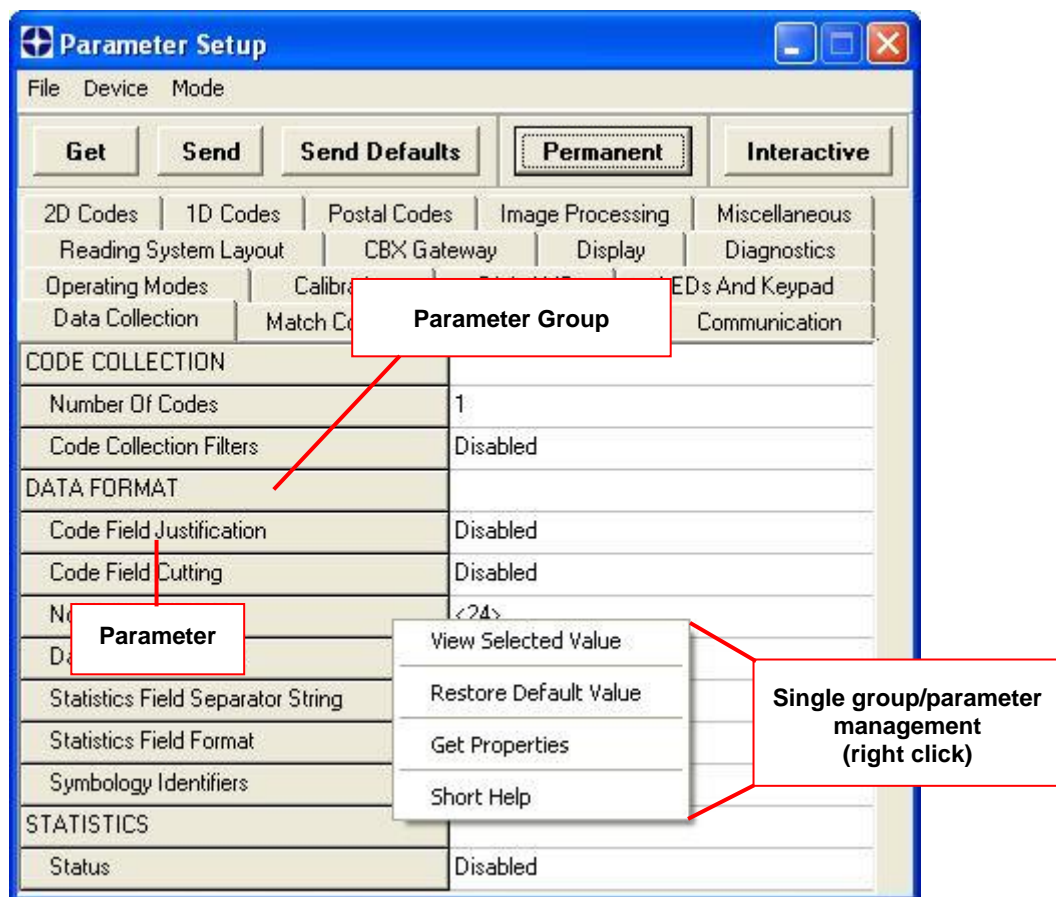 Parameter Setup
File Device Mode
Get Send Send Defaults Permanent Interactive
2D Codes 1D Codes Postal Codes Image Processing Miscellaneous
Reading System Layout CBX Gateway Display Diagnostics
Operating Modes And Keypad
Data Collection Match Communication
Parameter Group
CODE COLLECTION
Number Of Codes 1
Code Collection Filters Disabled
DATA FORMAT
Code Field Justification Disabled
Code Field Cutting Disabled
<24>
Parameter
View Selected Value
Restore Default Value
Get Properties
Short Help
Single group/parameter
management
(right click)
Statistics Field Separator String
Statistics Field Format
Symbology Identifiers
STATISTICS
Status Disabled